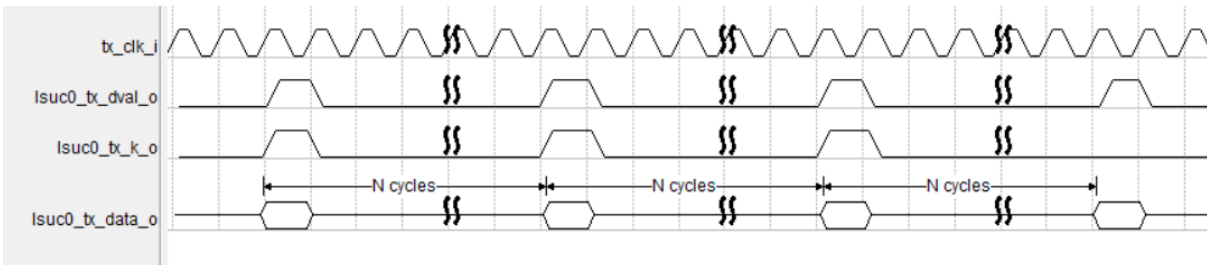 tx_clk_i
lsuc0_tx_dval_o
lsuc0_tx_k_o
N cycles N cycles N cycles
lsuc0_tx_data_o